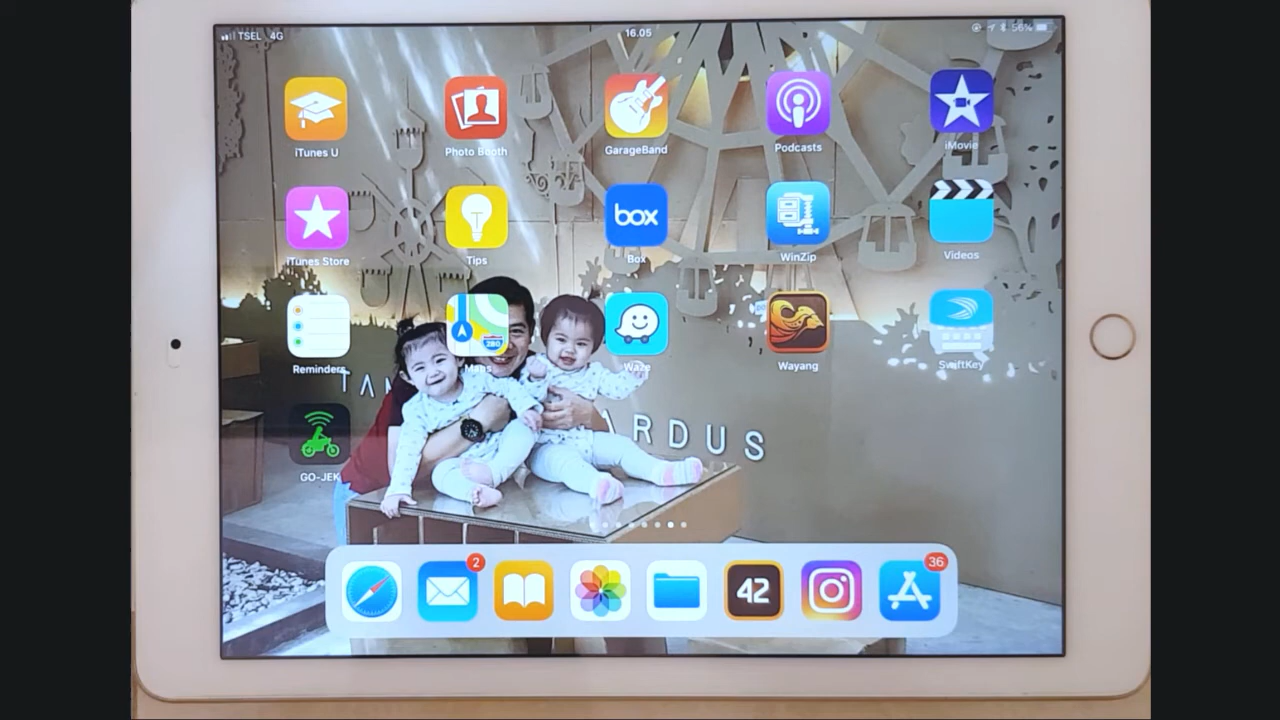 TSEL 4G 16.05 56%
iTunes U Photo Booth GarageBand Podcasts iMovie
box
iTunes Store Tips Box WinZip Videos
280
Reminders Maps Waze Wayang SwiftKey
TAM ARDUS
GO-JEK
2 36
42